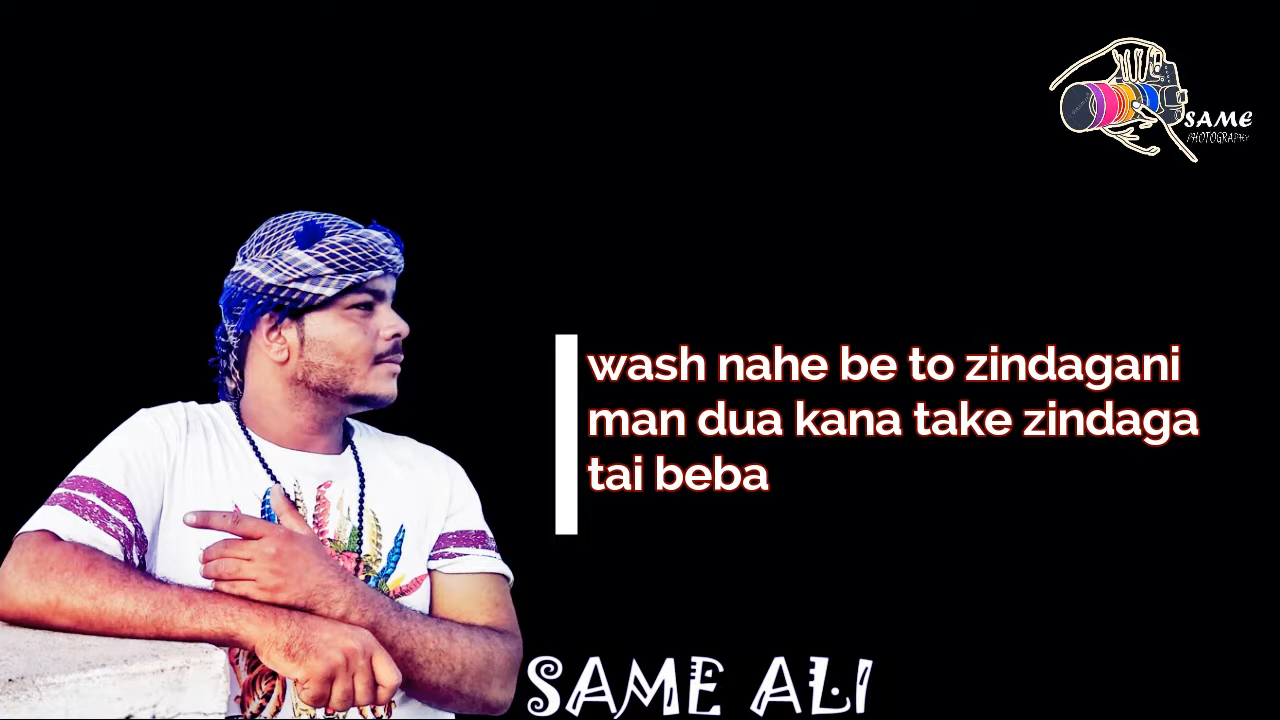 SAME
PHOTOGRAPHY
wash nahe be to zindagani
man dua kana take zindaga
tai beba
SAME ALI